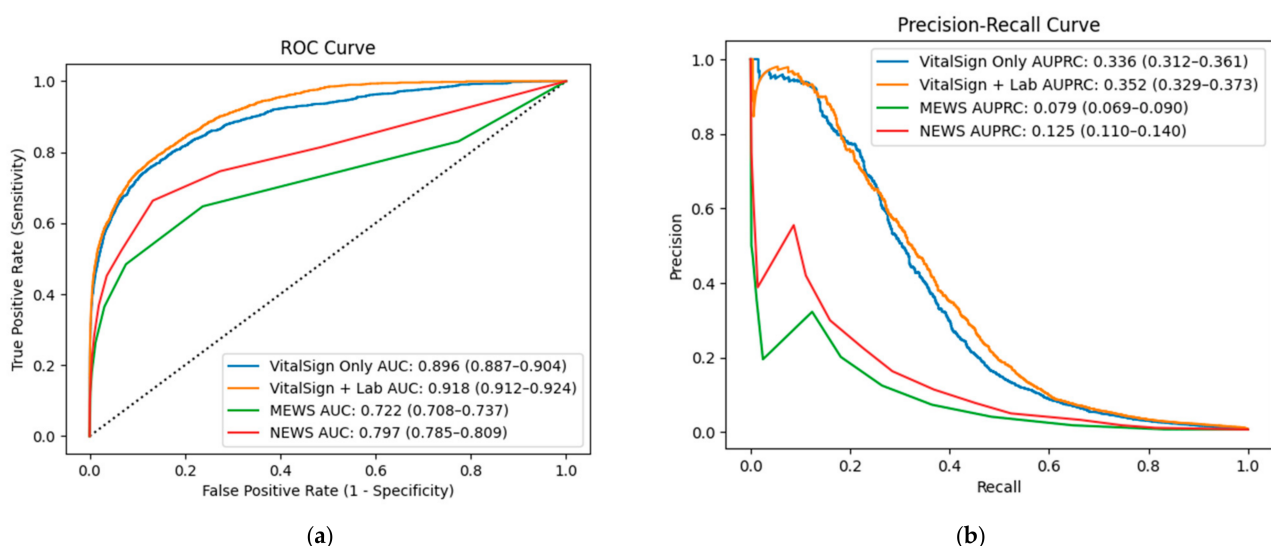 ROC Curve
True Positive Rate (Sensitivity)
1.0
0.8
0.6
0.4
0.2
0.0
VitalSign Only AUC: 0.896 (0.887–0.904)
VitalSign + Lab AUC: 0.918 (0.912–0.924)
MEWS AUC: 0.722 (0.708–0.737)
NEWS AUC: 0.797 (0.785–0.809)
0.0 0.2 0.4 0.6 0.8 1.0
False Positive Rate (1 - Specificity)
(a)
Precision-Recall Curve
Precision
1.0
0.8
0.6
0.4
0.2
0.0
VitalSign Only AUPRC: 0.336 (0.312–0.361)
VitalSign + Lab AUPRC: 0.352 (0.329–0.373)
MEWS AUPRC: 0.079 (0.069–0.090)
NEWS AUPRC: 0.125 (0.110–0.140)
0.0 0.2 0.4 0.6 0.8 1.0
Recall
(b)